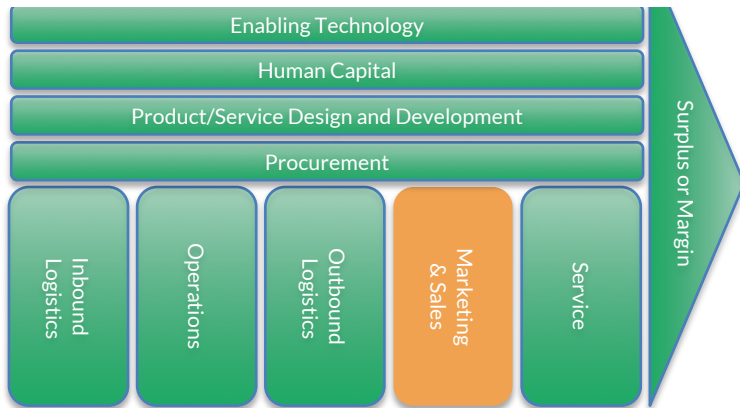 Enabling Technology
Human Capital
Product/Service Design and Development
Procurement
Inbound
Logistics
Operations
Outbound
Logistics
Marketing
& Sales
Service
Surplus or Margin